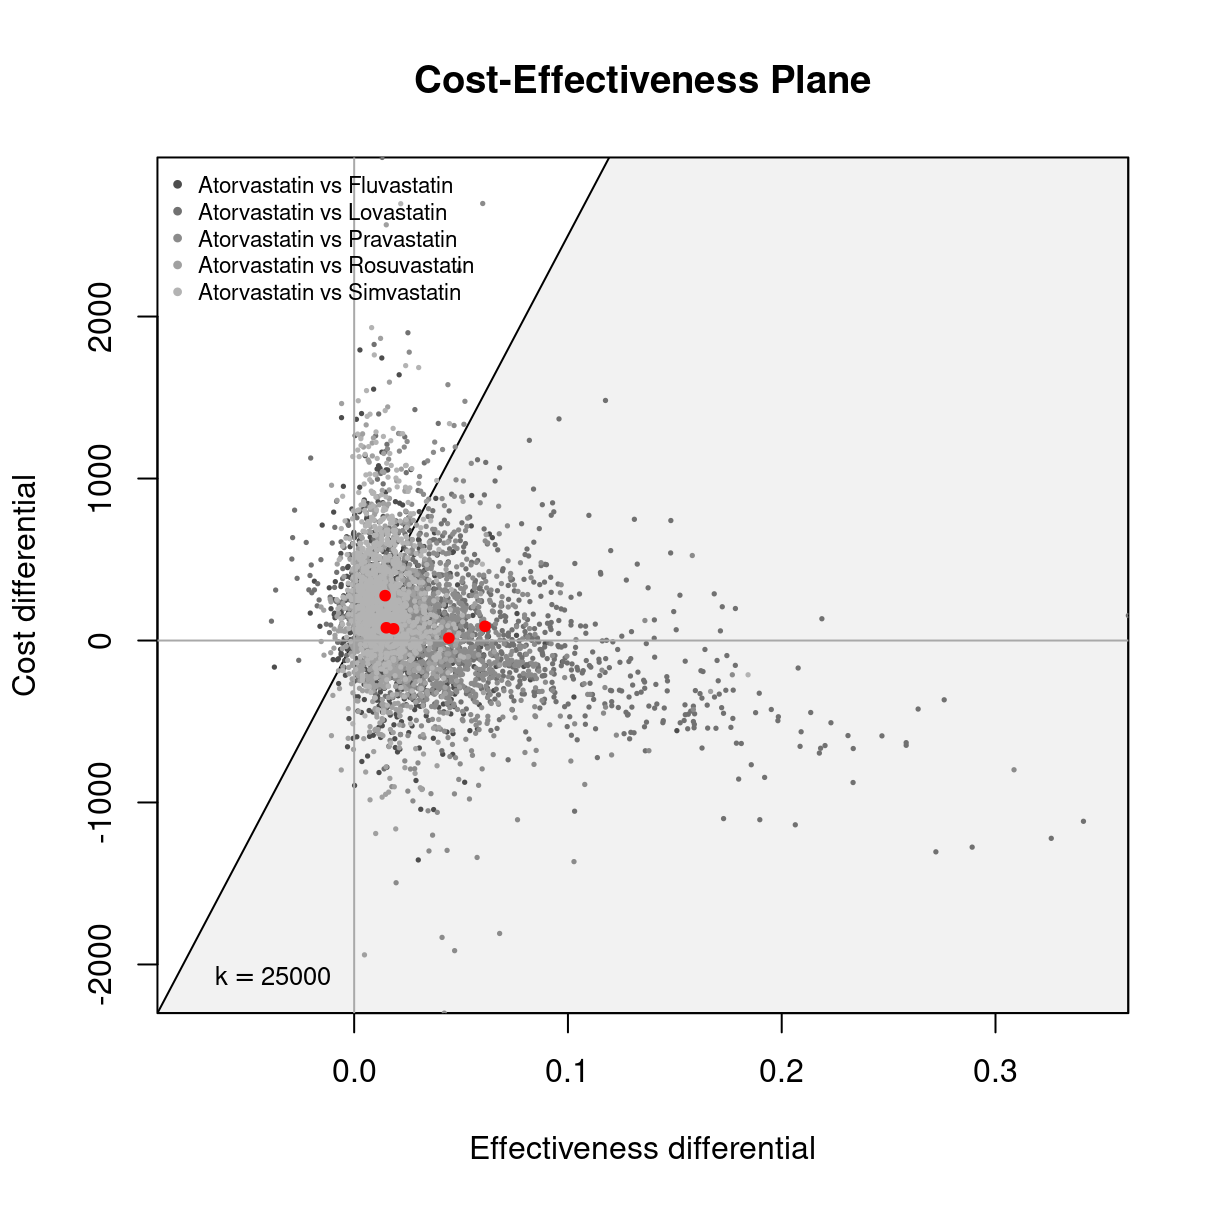 Cost-Effectiveness Plane
Atorvastatin vs Fluvastatin
Atorvastatin vs Lovastatin
Atorvastatin vs Pravastatin
Atorvastatin vs Rosuvastatin
Atorvastatin vs Simvastatin
2000
1000
0
-1000
-2000
Cost differential
k = 25000
0.0 0.1 0.2 0.3
Effectiveness differential